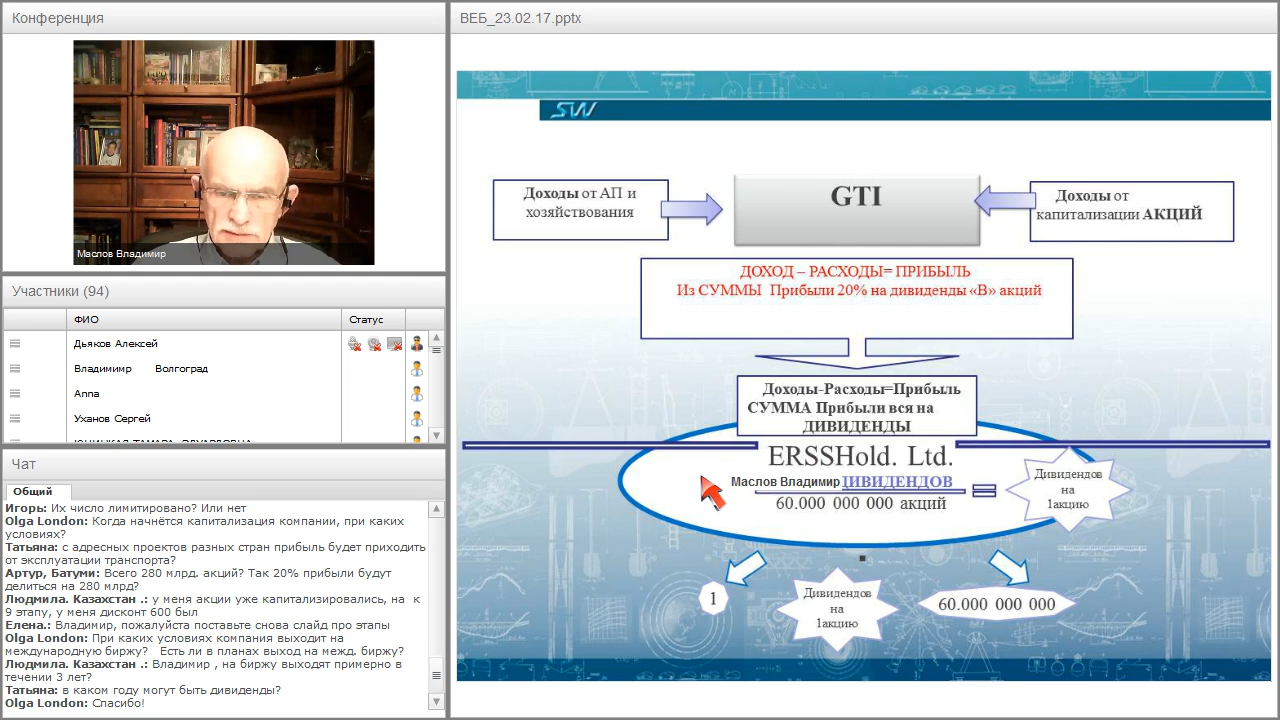 Конференция
Маслов Владимир
Участники (94)
ФИО
Статус
Дьяков Алексей
Владимимр Волгоград
Anna
Уханов Сергей
Чат
Общий
Игорь: Их число лимитировано? Или нет
Olga London: Когда начнётся капитализация компании, при каких
условиях?
Татьяна: с адресных проектов разных стран прибыль будет приходить
от эксплуатации транспорта?
Артур, Батуми: Всего 280 млрд. акций? Так 20% прибыли будут
делиться на 280 млрд?
Людмила. Казахстан .: у меня акции уже капитализировались, на к
9 этапу, у меня дисконт 600 был
Елена.: Владимир, пожалуйста поставьте снова слайд про этапы
Olga London: При каких условиях компания выходит на
международную биржу? Есть ли в планах выход на межд. биржу?
Людмила. Казахстан .: Владимир , на биржу выходят примерно в
течении 3 лет?
Татьяна: в каком году могут быть дивиденды?
Olga London: Спасибо!
ВЕБ_23.02.17.pptx
SW
Доходы от АП и
хозяйствования
GTI
Доходы от
капитализации АКЦИЙ
ДОХОД – РАСХОДЫ= ПРИБЫЛЬ
Из СУММЫ Прибыли 20% на дивиденды «В» акций
Доходы-Расходы=Прибыль
СУММА Прибыли вся на
ДИВИДЕНДЫ
ERSSHold. Ltd.
Маслов Владимир
ДИВИДЕНДОВ
60.000 000 000 акций
Дивидендов
на
1акцию
1
Дивидендов
на
1акцию
60.000 000 000